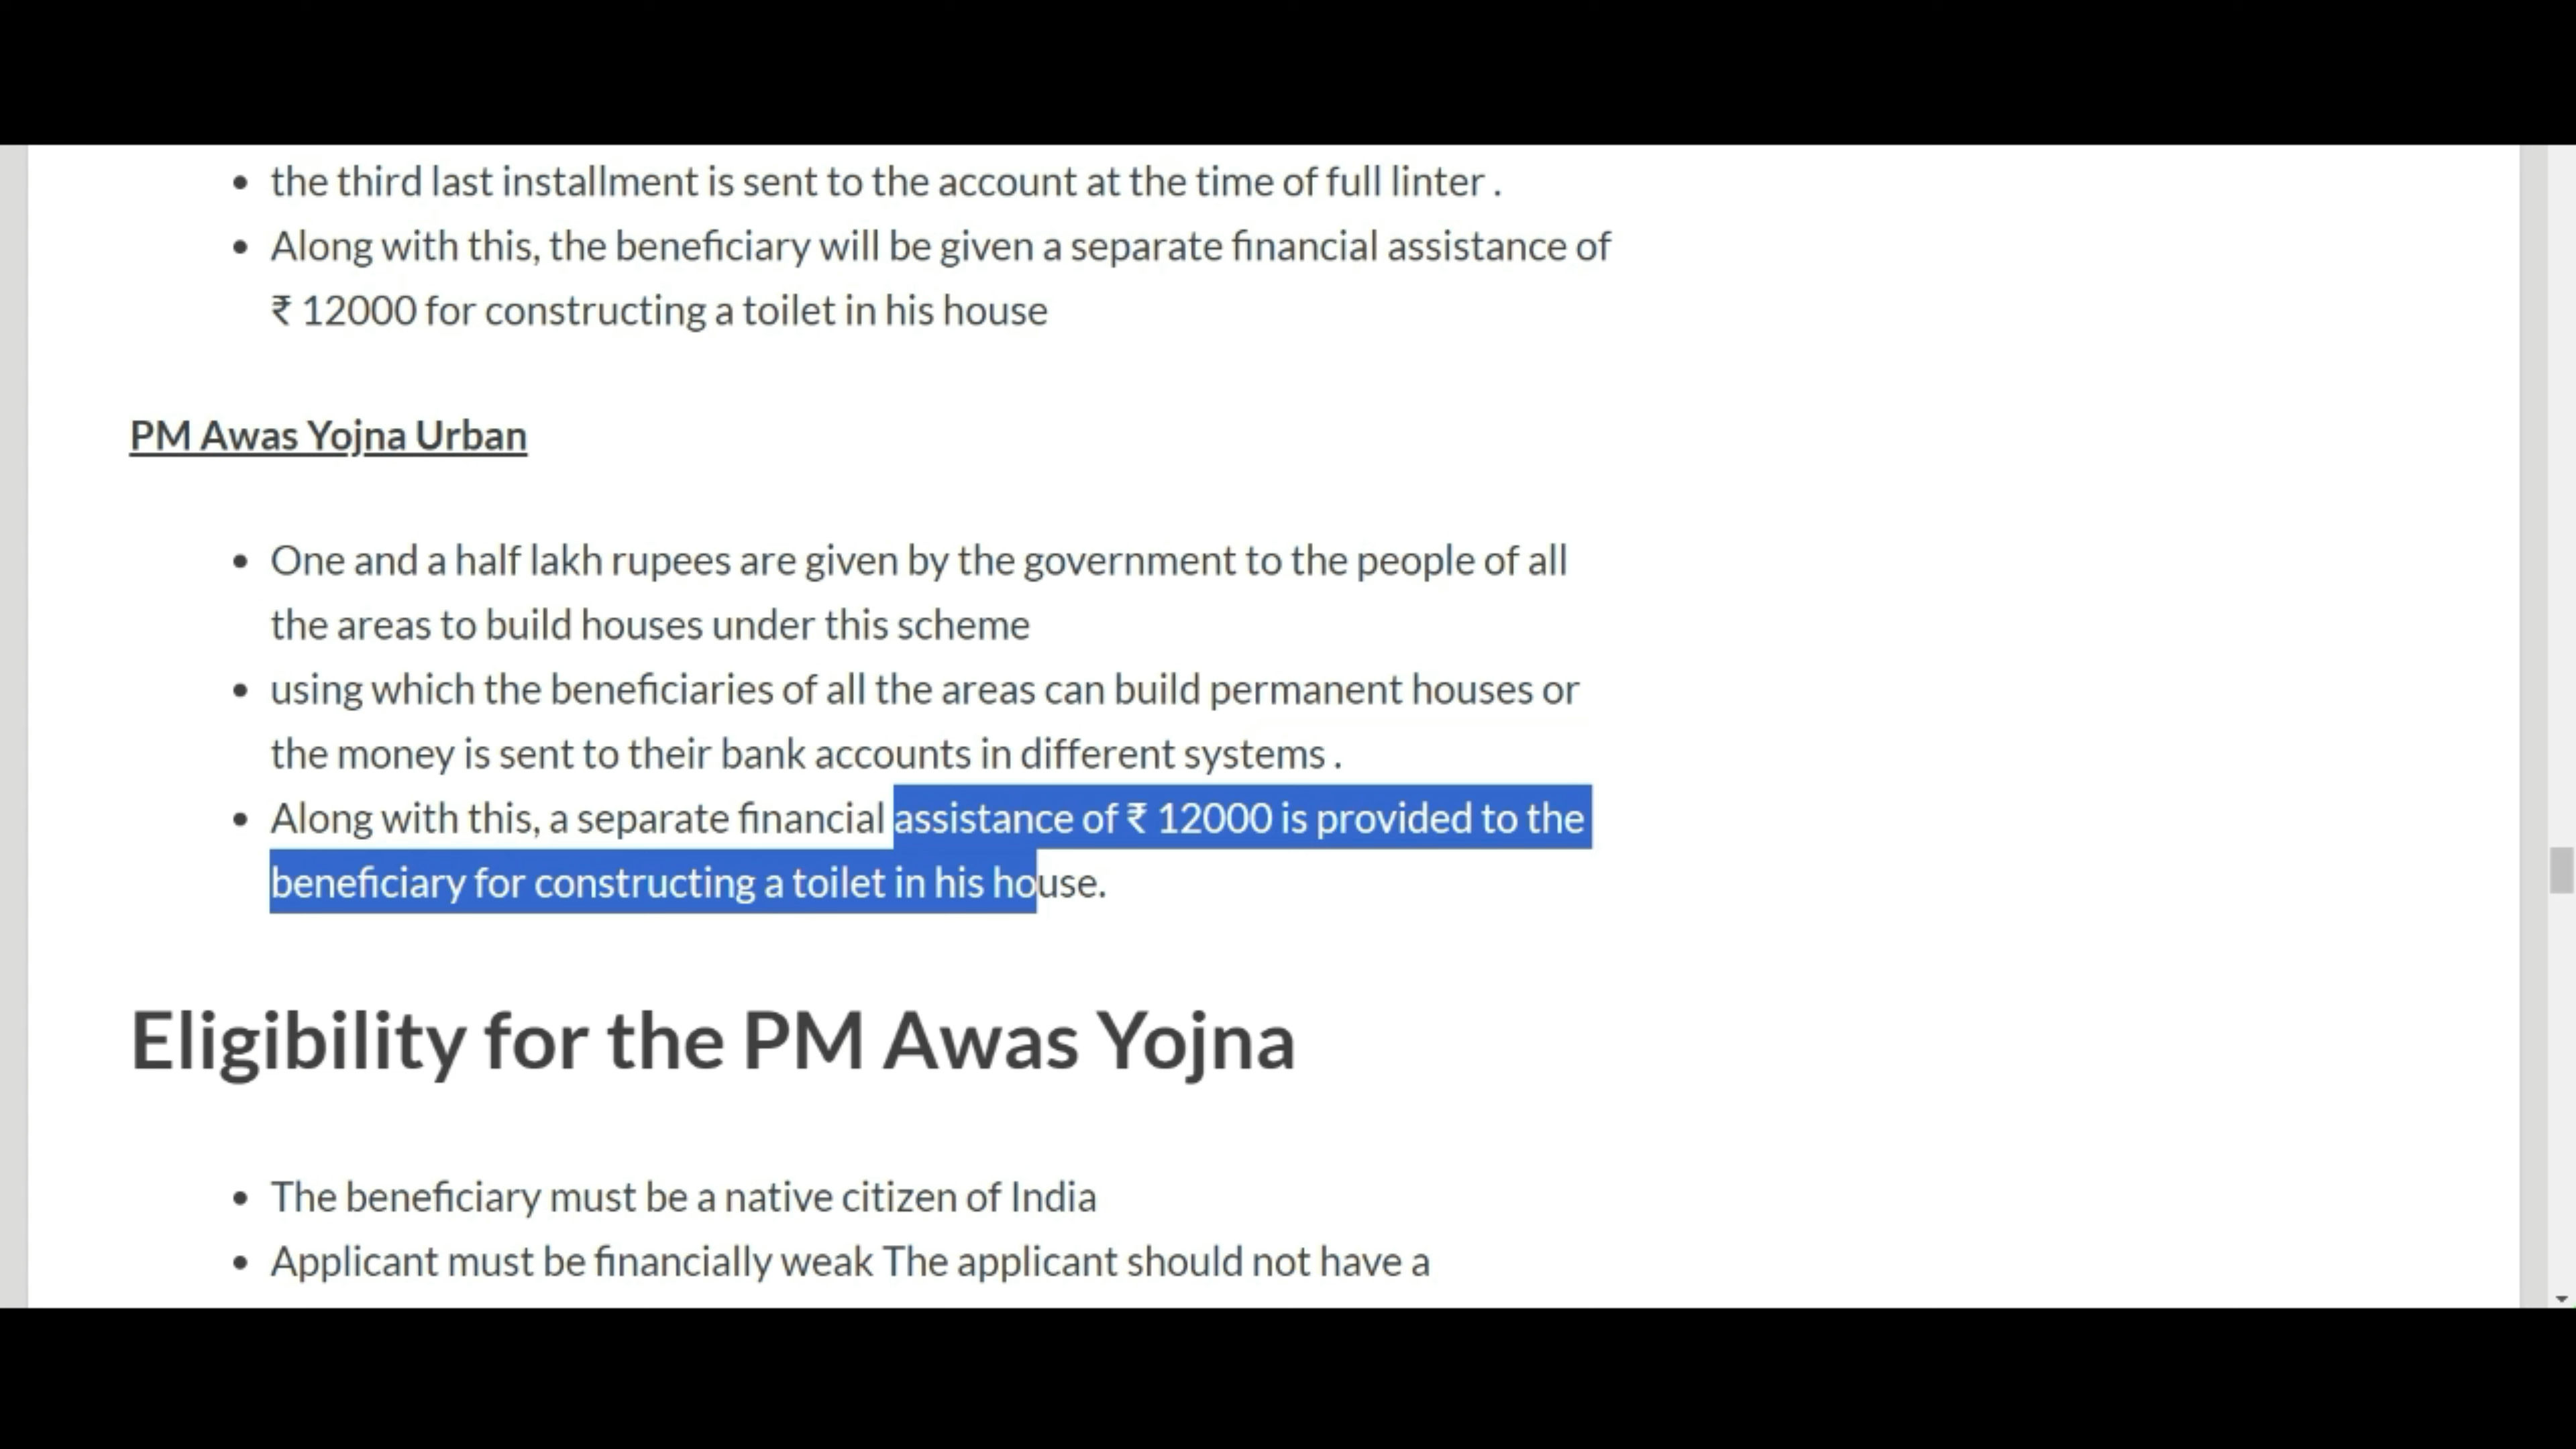 the third last installment is sent to the account at the time of full linter .
Along with this, the beneficiary will be given a separate financial assistance of
₹ 12000 for constructing a toilet in his house
PM Awas Yojna Urban
One and a half lakh rupees are given by the government to the people of all
the areas to build houses under this scheme
using which the beneficiaries of all the areas can build permanent houses or
the money is sent to their bank accounts in different systems .
Along with this, a separate financial assistance of ₹ 12000 is provided to the
beneficiary for constructing a toilet in his house.
Eligibility for the PM Awas Yojna
The beneficiary must be a native citizen of India
Applicant must be financially weak The applicant should not have a